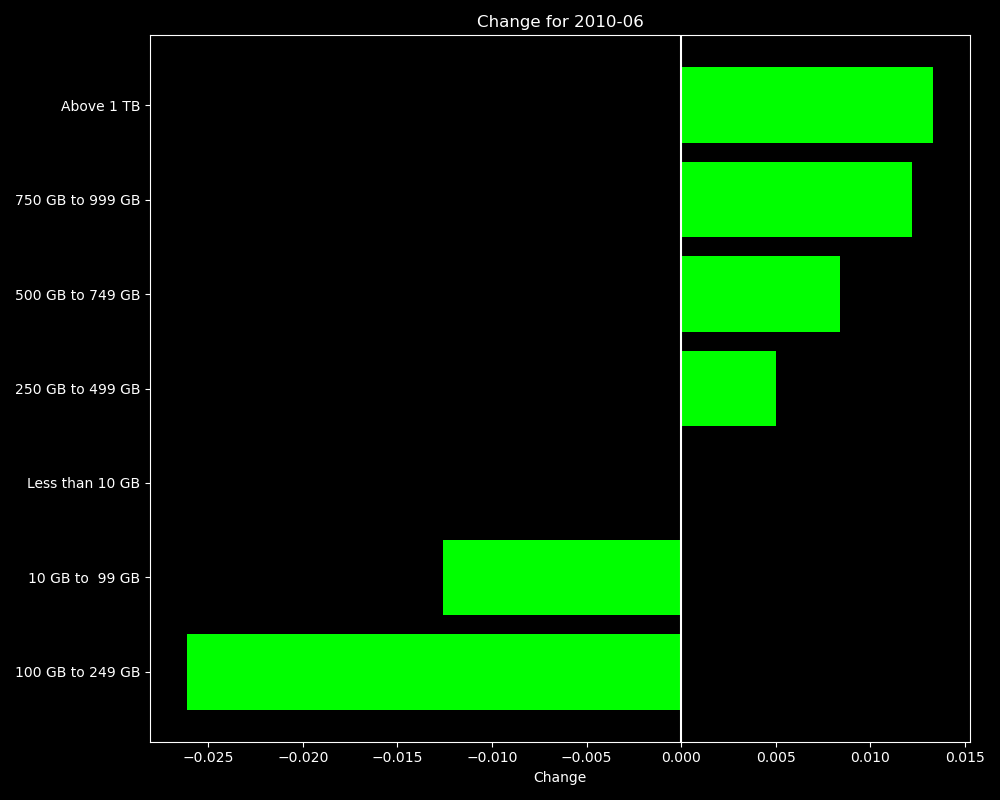 Change for 2010-06
Above 1 TB
750 GB to 999 GB
500 GB to 749 GB
250 GB to 499 GB
Less than 10 GB
10 GB to  99 GB
100 GB to 249 GB
−0.025 −0.020 −0.015 −0.010 −0.005 0.000 0.005 0.010 0.015
Change